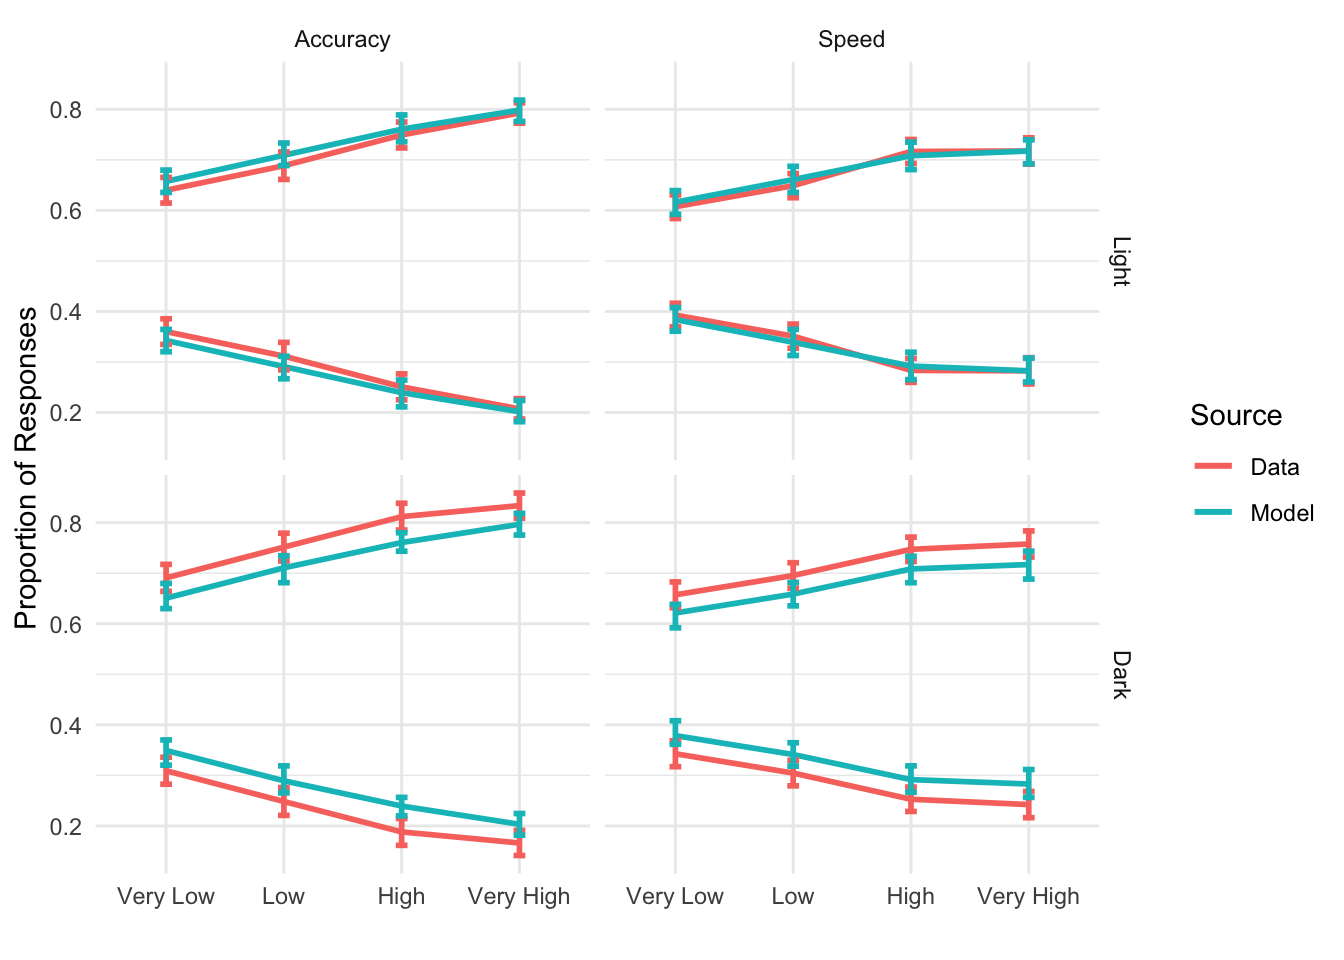 Accuracy
Speed
0.8
0.6
0.4
0.2
Light
0.8
0.6
0.4
0.2
Dark
Proportion of Responses
Very Low
Low
High
Very High
Very Low
Low
High
Very High
Source
Data
Model